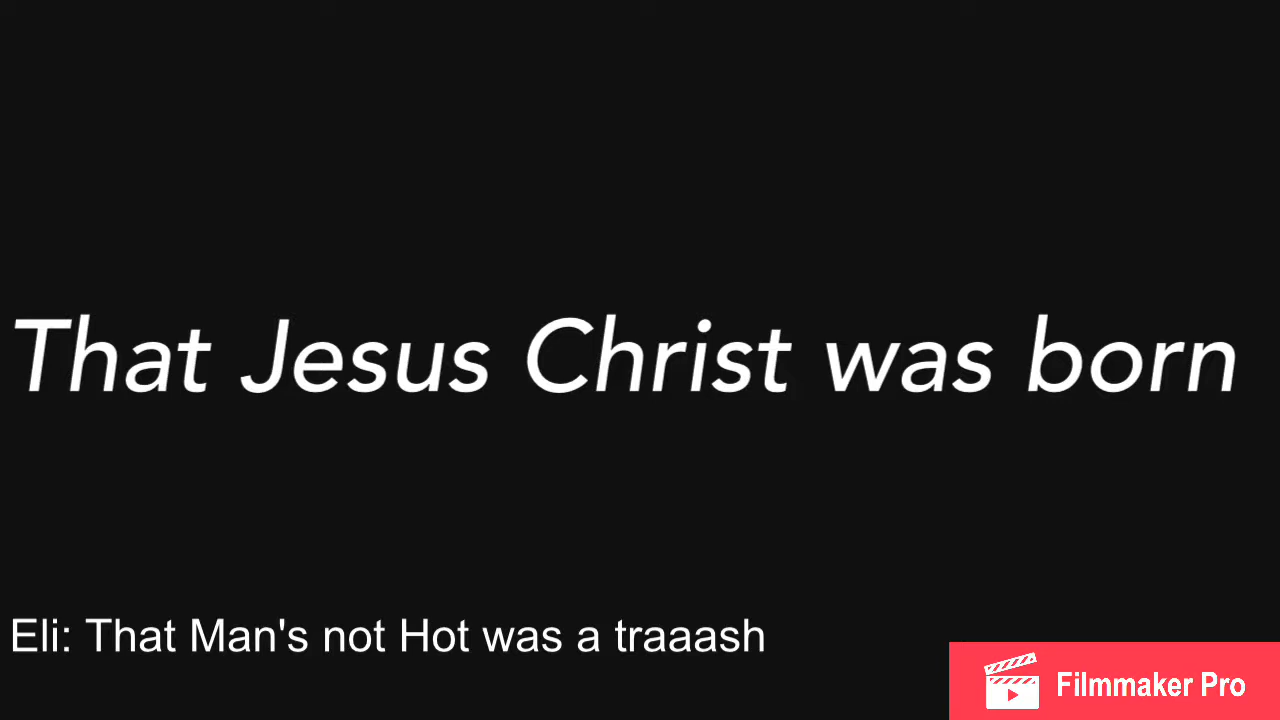 That Jesus Christ was born
Eli: That Man's not Hot was a traaash
Filmmaker Pro